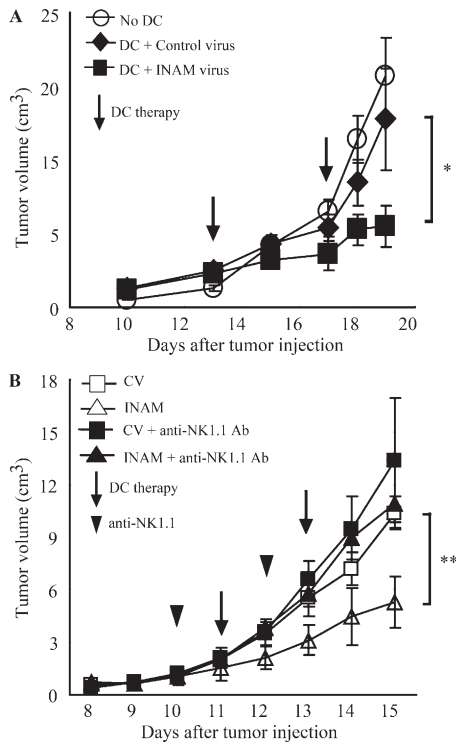 A
No DC
DC + Control virus
DC + INAM virus
DC therapy
Tumor volume (cm3)
25
20
15
5
0
*
8 10 12 14 16 18 20
Days after tumor injection
B
CV
INAM
CV + anti-NK1.1 Ab
INAM + anti-NK1.1 Ab
DC therapy
anti-NK1.1
Tumor volume (cm3)
18
15
12
9
6
3
0
**
8 9 10 11 12 13 14 15
Days after tumor injection